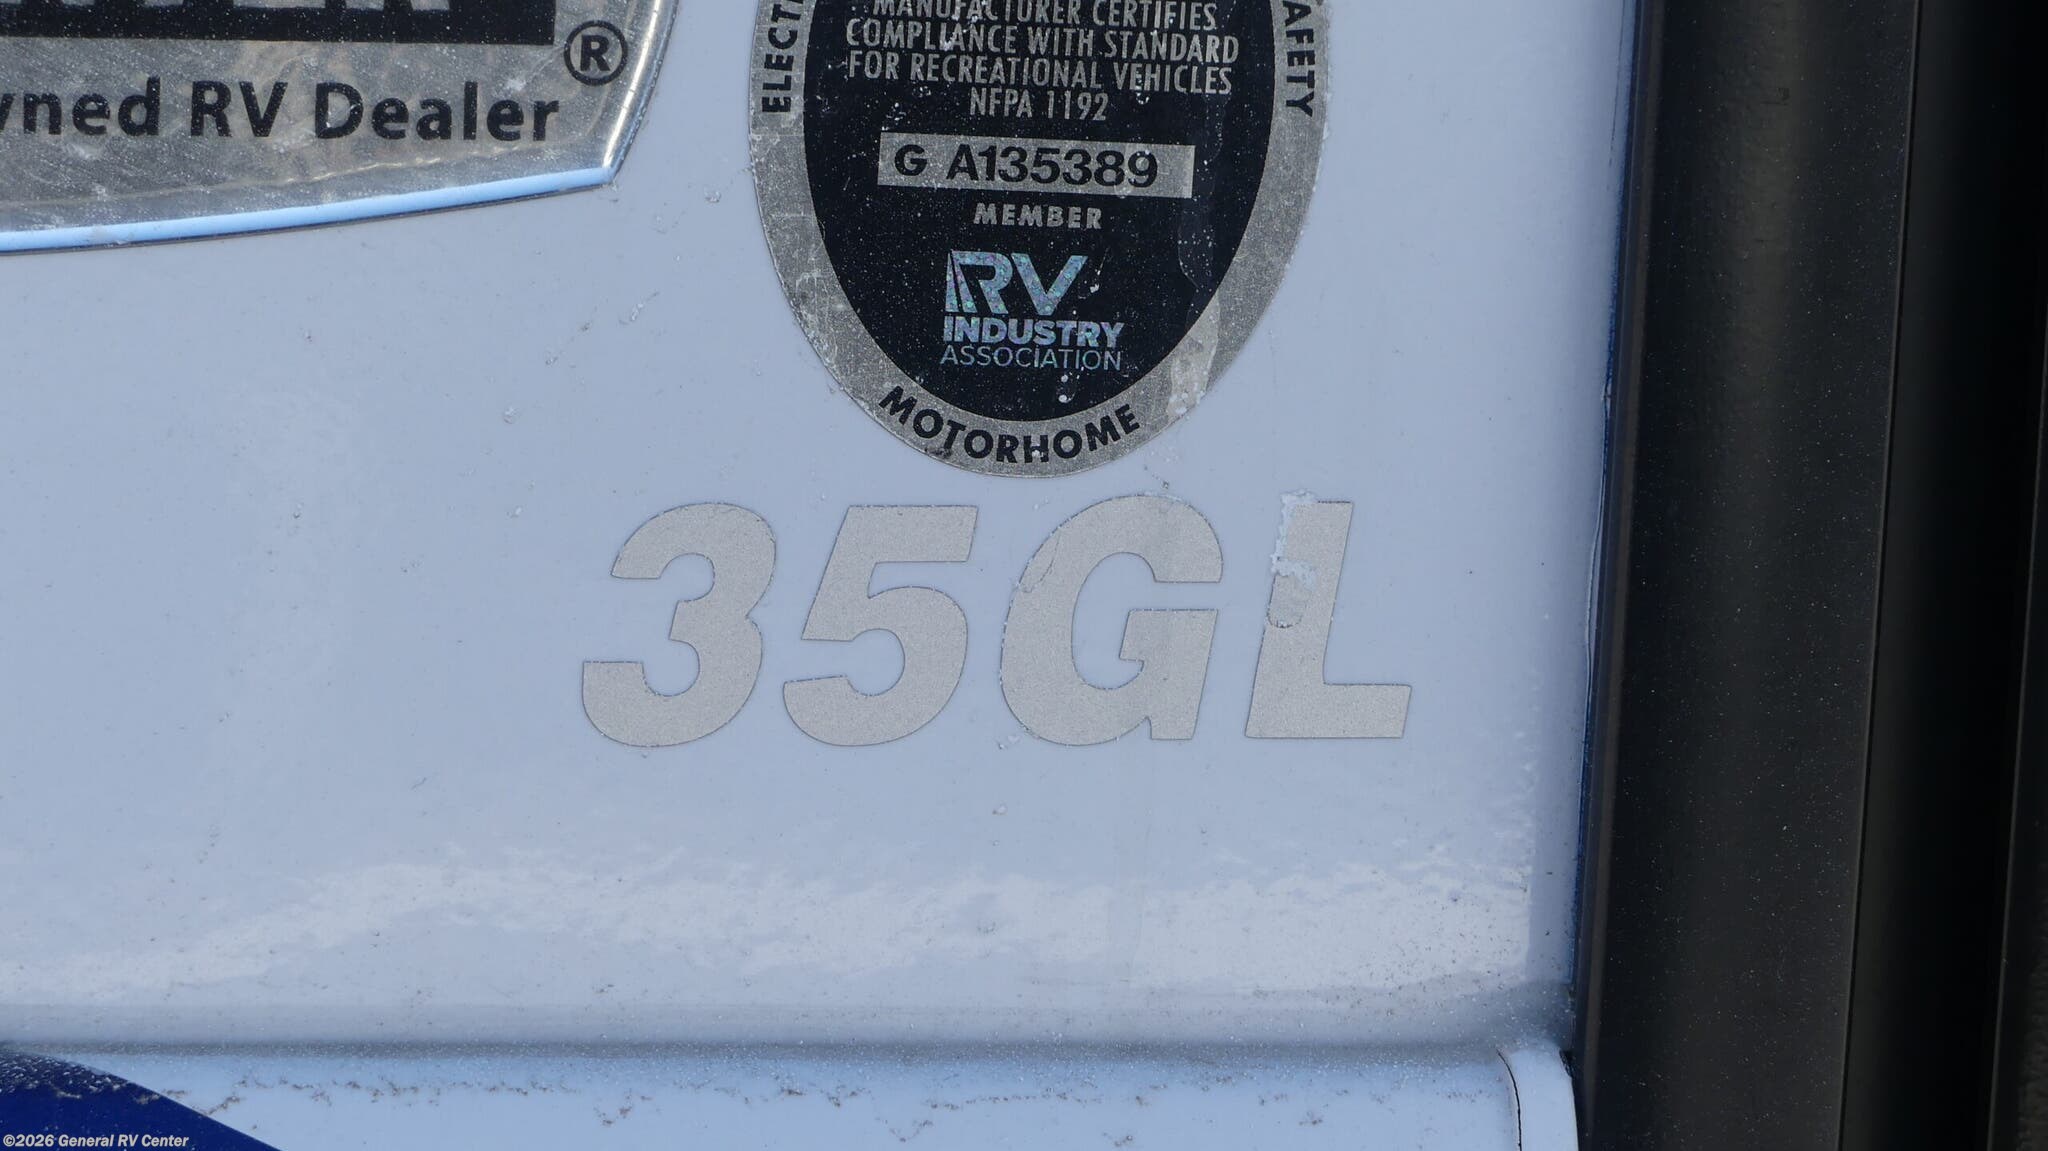 ®
RV Dealer
MANUFACTURER CERTIFIES
COMPLIANCE WITH STANDARD
FOR RECREATIONAL VEHICLES
NFPA 1192
G A135389
MEMBER
RV
INDUSTRY
ASSOCIATION
MOTORHOME
35GL
©2026 General RV Center